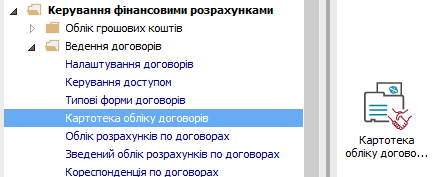 Керування фінансовими розрахунками
Облік грошових коштів
Ведення договорів
Налаштування договорів
Керування доступом
Типові форми договорів
Картотека обліку договорів
Облік розрахунків по договорах
Зведений облік розрахунків по договорах
Кореспонденція по договорах
Картотека
обліку догово...